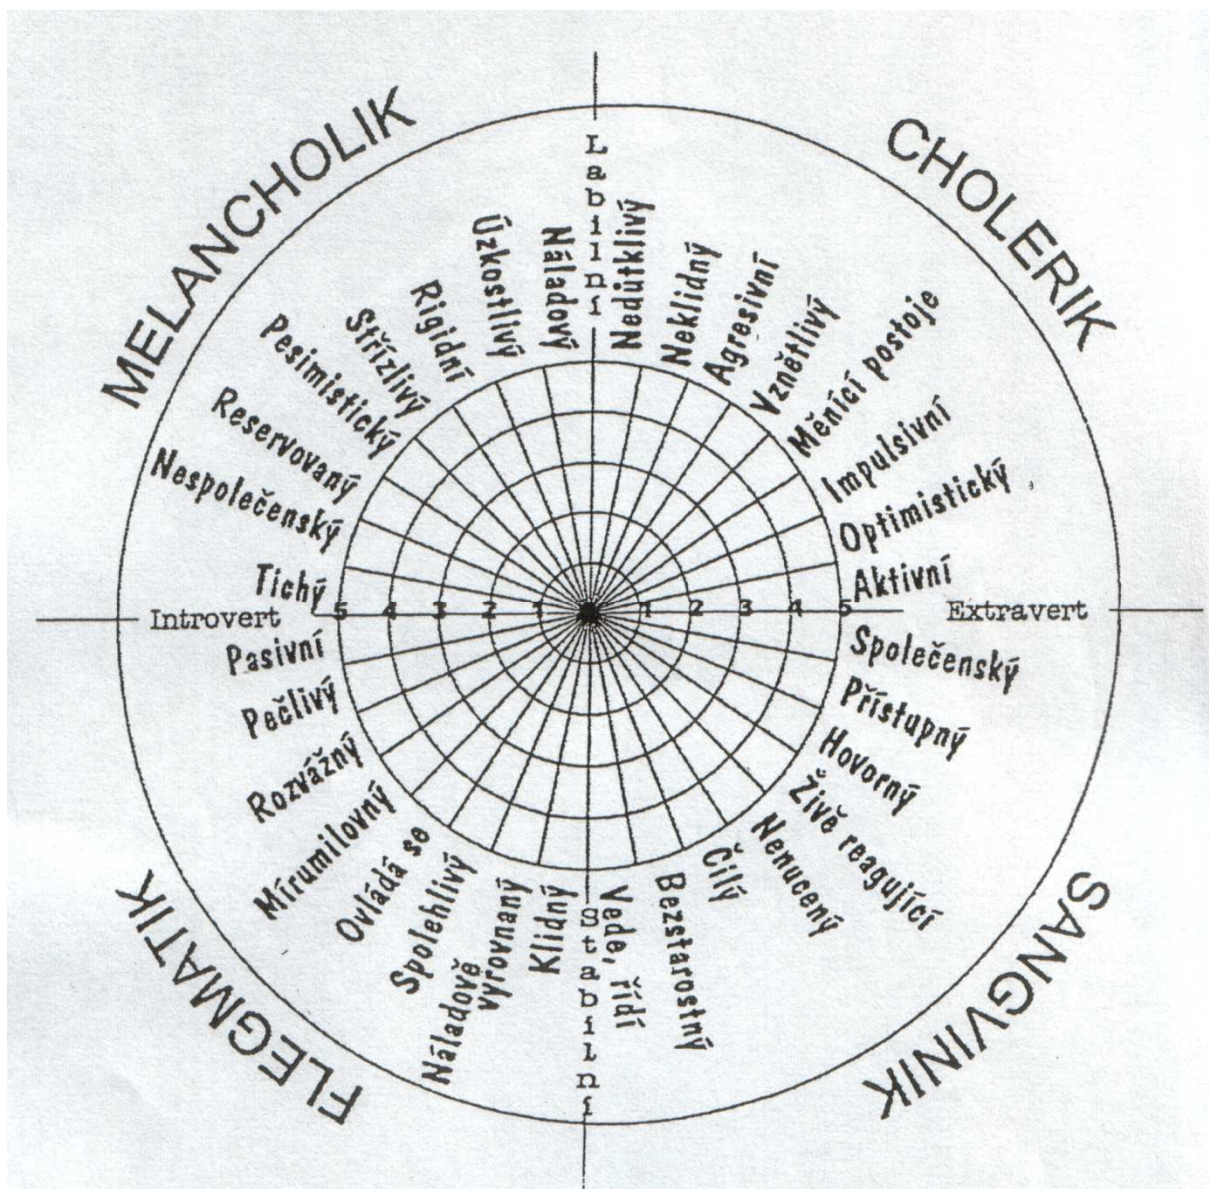 MELANCHOLIK
CHOLERIK
Labilní
Nálapový
Úzkostlivý
Rigidní
Střízlivý
Pesimistický
Reservovaný
Nespolečenský
Tichý
Nedútklivý
Neklidný
Agresivní
Vznětlivý
Měnící postoje
Impulsivní
Optimistický
Aktivní
Introvert 5 4 3 2 1 1 2 3 4 5 Extravert
Pasivní
Pečlivý
Rozvážný
Mírumilovný
Ovládá se
Spolehlivý
Náladově
vyrovnaný
Klidný
Společenský
Přístupný
Hovorný
Živě reagující
Nenucený
Čilý
Bezstarostný
Vede, řídí
Stabilní
FLEGMATIK
SANGVINIK